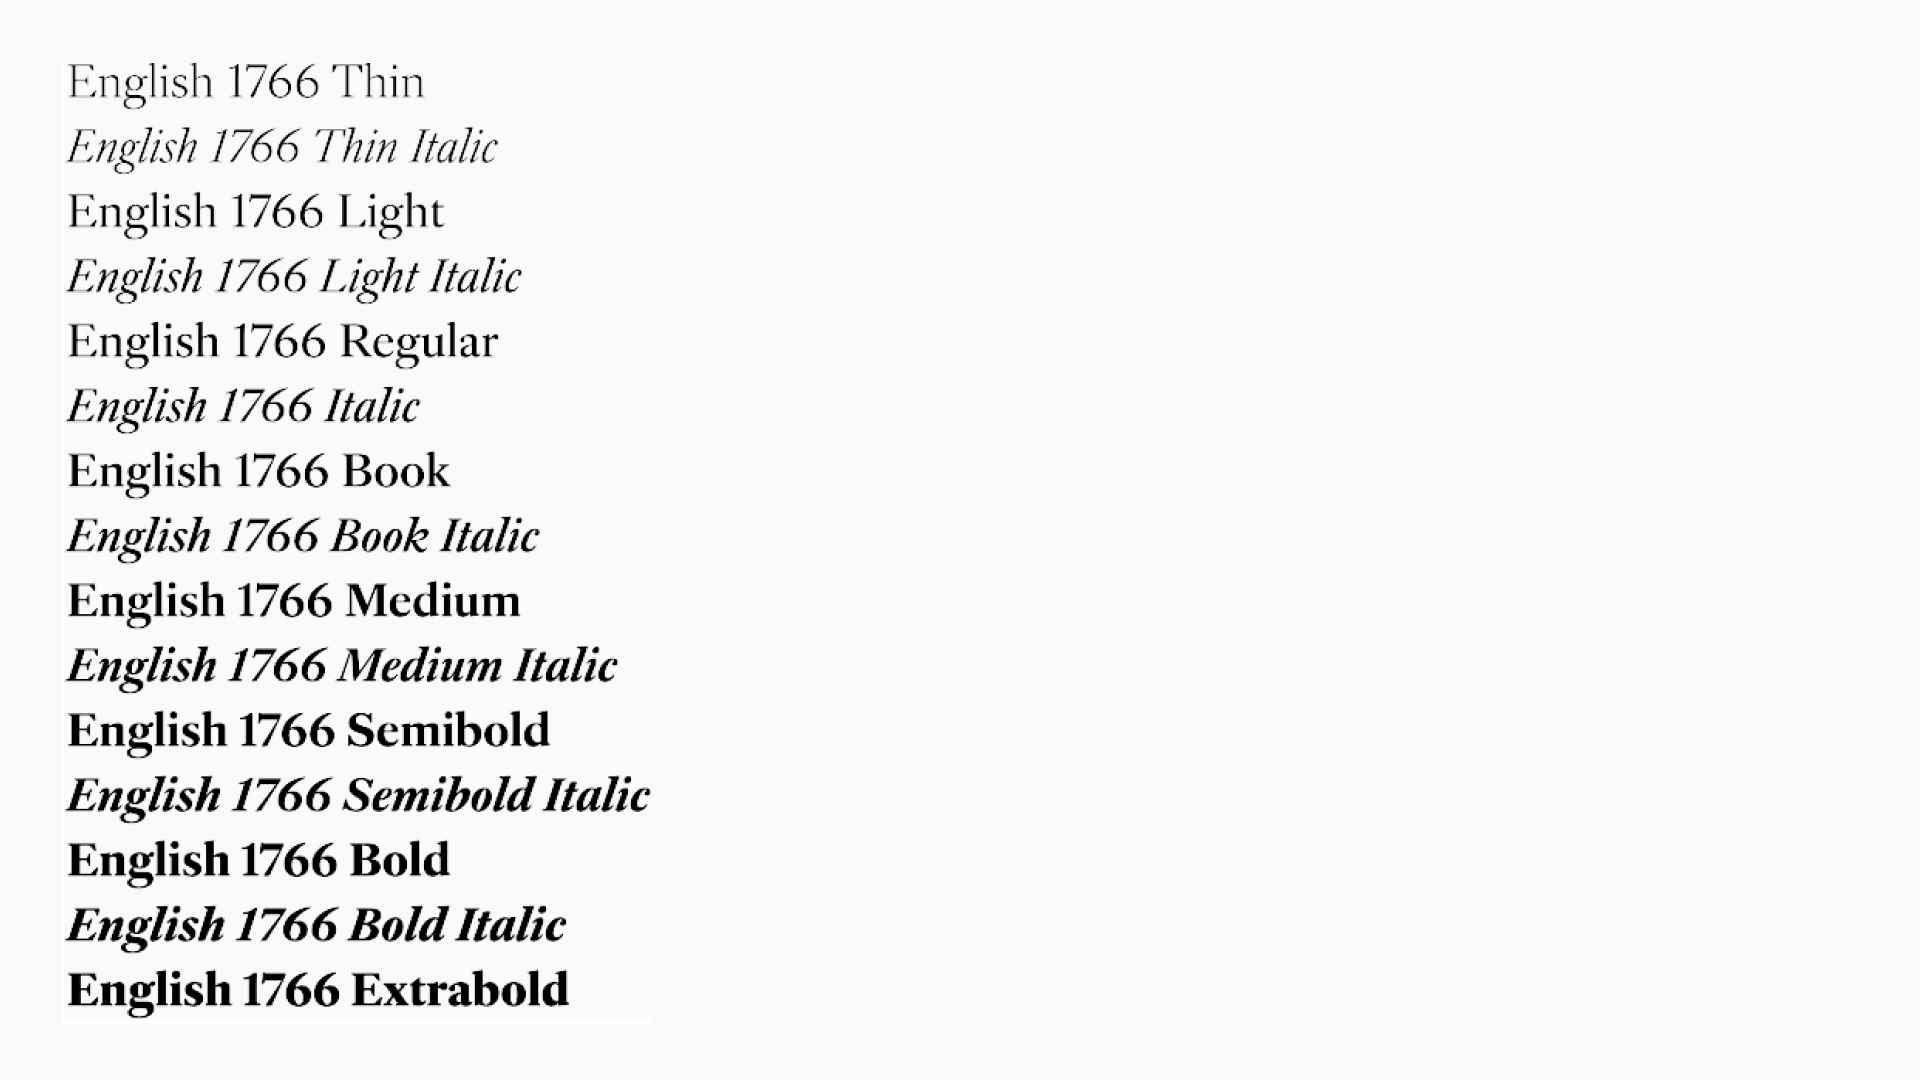 English 1766 Thin
English 1766 Thin Italic
English 1766 Light
English 1766 Light Italic
English 1766 Regular
English 1766 Italic
English 1766 Book
English 1766 Book Italic
English 1766 Medium
English 1766 Medium Italic
English 1766 Semibold
English 1766 Semibold Italic
English 1766 Bold
English 1766 Bold Italic
English 1766 Extrabold